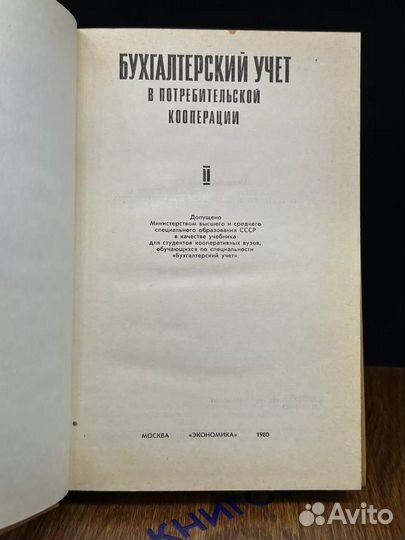 БУХГАЛТЕРСКИЙ УЧЕТ
В ПОТРЕБИТЕЛЬСКОЙ
КООПЕРАЦИИ
II
Допущено
Министерством высшего и среднего
специального образования СССР
в качестве учебника
для студентов кооперативных вузов,
обучающихся по специальности
«Бухгалтерский учет»
МОСКВА «ЭКОНОМИКА» 1980
КНИГО
Avito